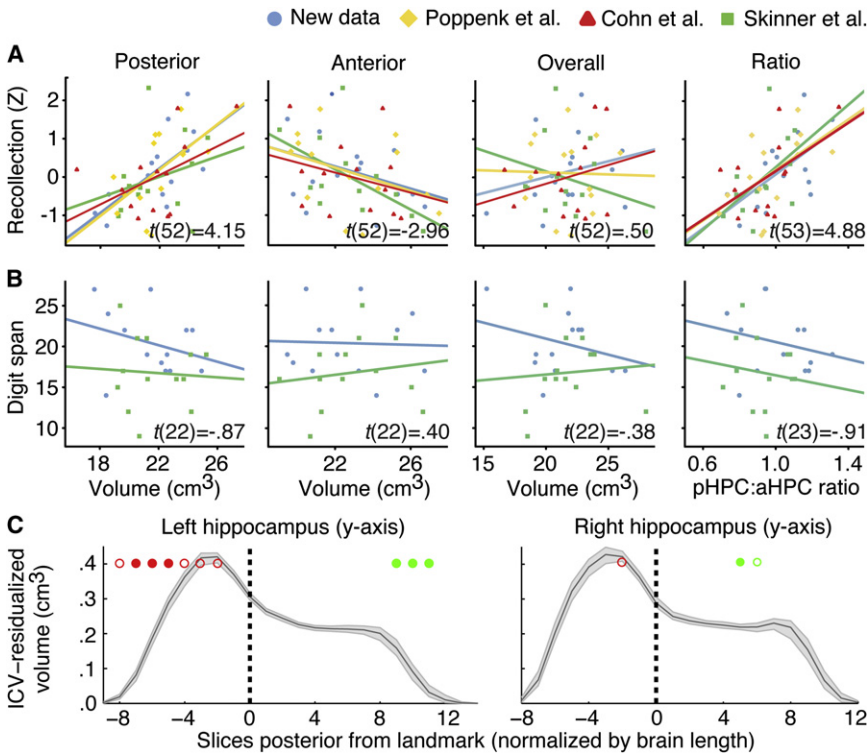 New data Poppenk et al. Cohn et al. Skinner et al.
A
Posterior Anterior Overall Ratio
Recollection (Z)
2
1
0
-1
t(52)=4.15 t(52)=-2.96 t(52)=.50 t(53)=4.88
B
Digit span
25
20
15
10
t(22)=-.87 t(22)=.40 t(22)=-.38 t(23)=-.91
18 22 26 22 26 15 20 25 0.6 1.0 1.4
Volume (cm3) Volume (cm3) Volume (cm3) pHPC:aHPC ratio
C
Left hippocampus (y-axis) Right hippocampus (y-axis)
ICV-residualized
volume (cm3)
.4
.3
.2
.1
.0
-8 -4 0 4 8 12 -8 -4 0 4 8 12
Slices posterior from landmark (normalized by brain length)